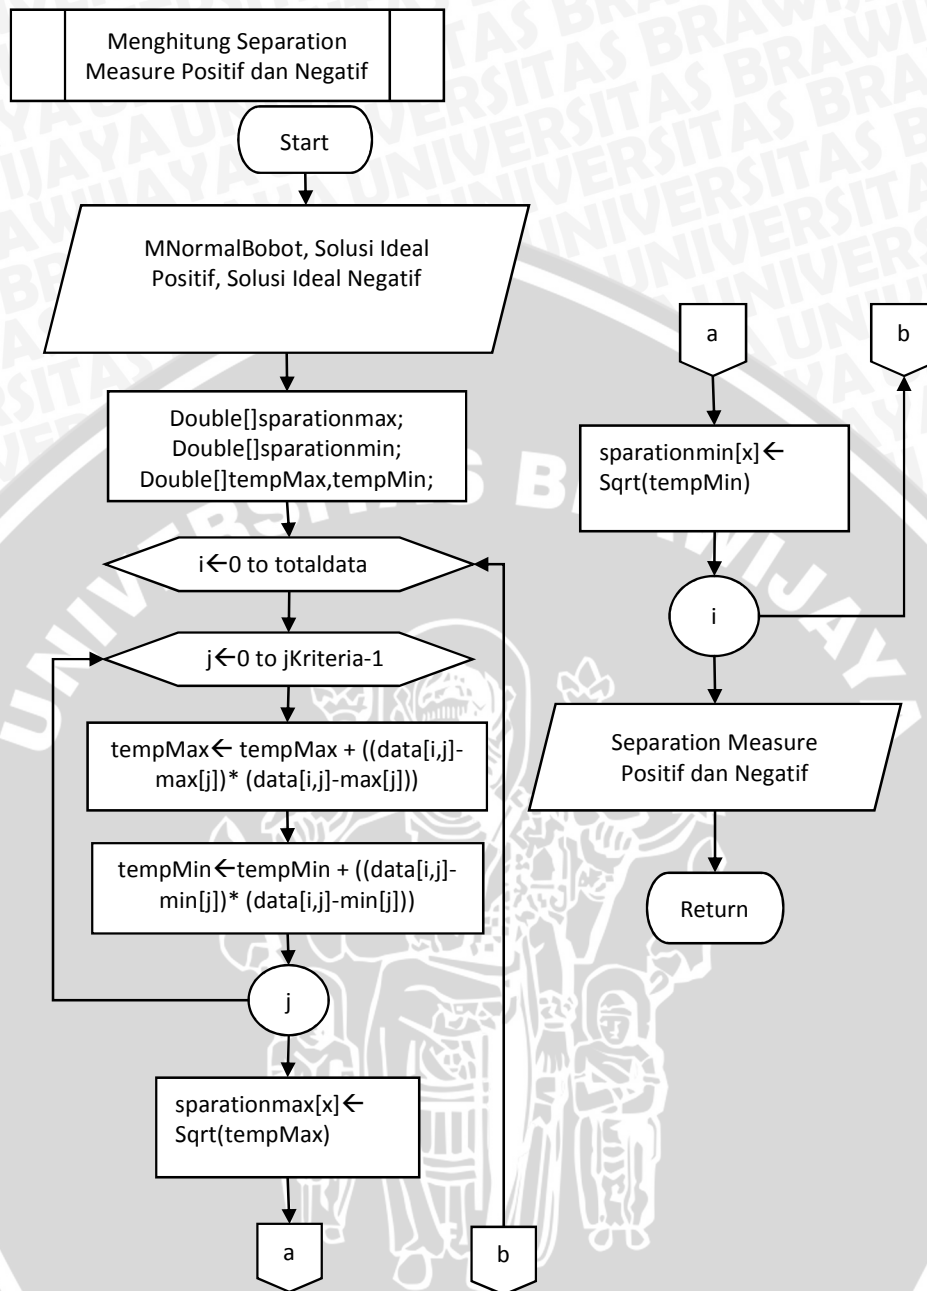 Menghitung Separation
Measure Positif dan Negatif
Start
MNormalBobot, Solusi Ideal
Positif, Solusi Ideal Negatif
Double[]sparationmax;
Double[]sparationmin;
Double[]tempMax,tempMin;
i←0 to totaldata
j←0 to jKriteria-1
tempMax← tempMax + ((data[i,j]-
max[j])* (data[i,j]-max[j]))
tempMin←tempMin + ((data[i,j]-
min[j])* (data[i,j]-min[j]))
j
sparationmax[x]←
Sqrt(tempMax)
a
b
a
b
sparationmin[x]←
Sqrt(tempMin)
i
Separation Measure
Positif dan Negatif
Return
UNIVERSITAS BRAWIJAYA